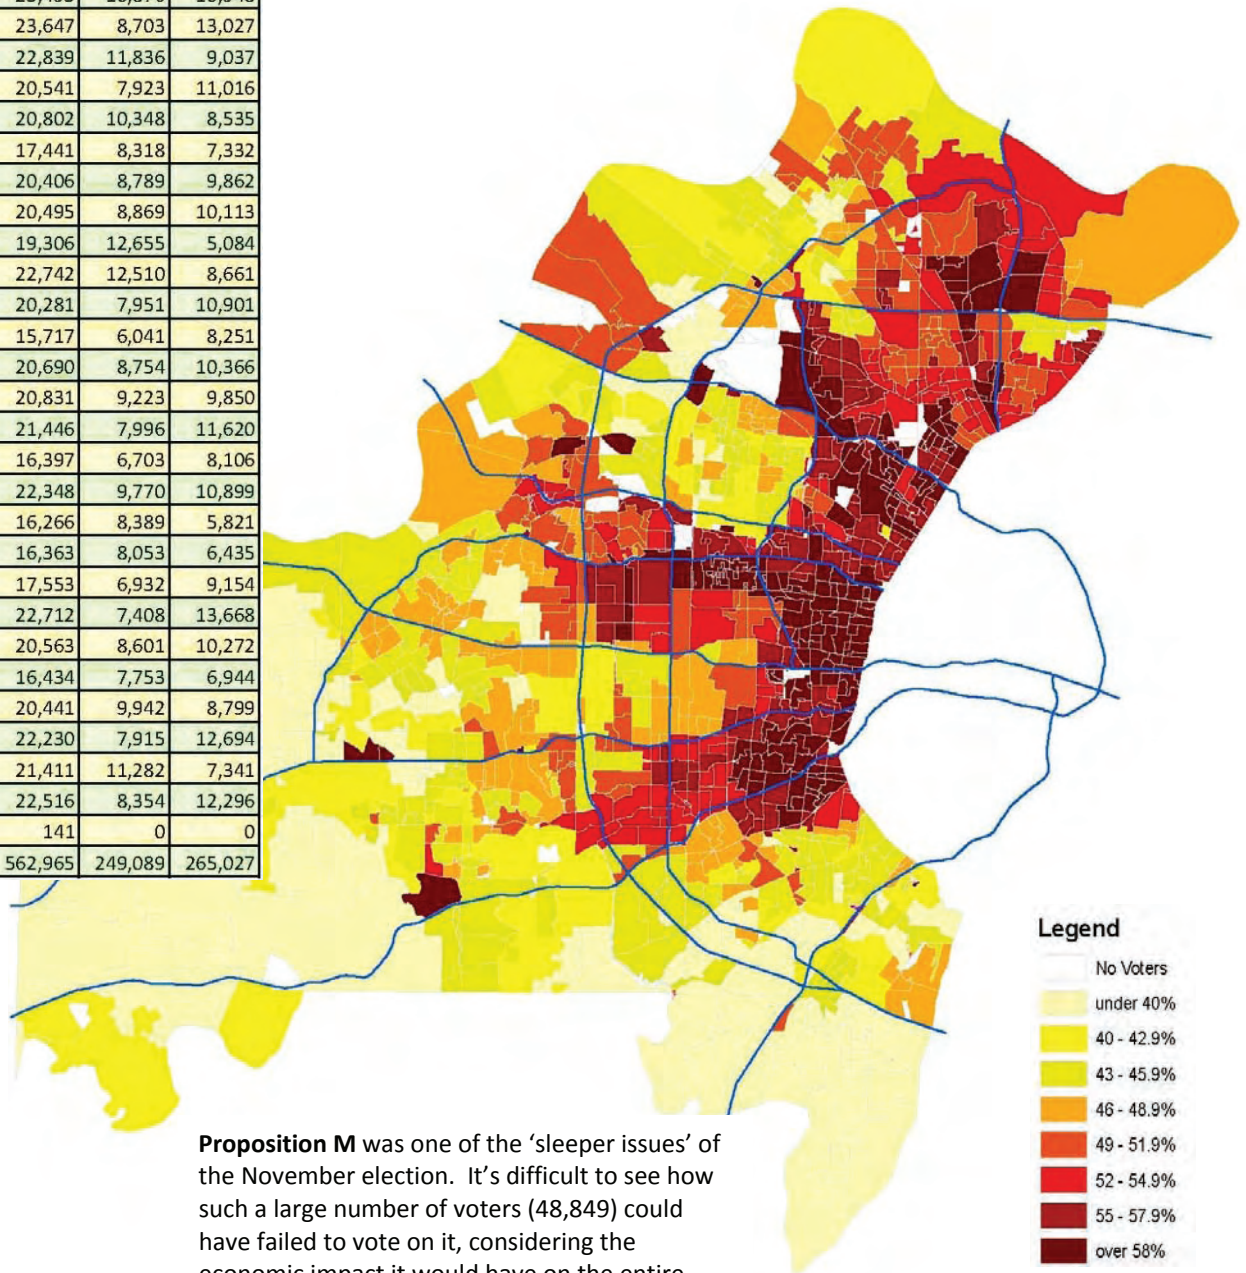 23,647 8,703 13,027
22,839 11,836 9,037
20,541 7,923 11,016
20,802 10,348 8,535
17,441 8,318 7,332
20,406 8,789 9,862
20,495 8,869 10,113
19,306 12,655 5,084
22,742 12,510 8,661
20,281 7,951 10,901
15,717 6,041 8,251
20,690 8,754 10,366
20,831 9,223 9,850
21,446 7,996 11,620
16,397 6,703 8,106
22,348 9,770 10,899
16,266 8,389 5,821
16,363 8,053 6,435
17,553 6,932 9,154
22,712 7,408 13,668
20,563 8,601 10,272
16,434 7,753 6,944
20,441 9,942 8,799
22,230 7,915 12,694
21,411 11,282 7,341
22,516 8,354 12,296
141 0 0
562,965 249,089 265,027
Legend
No Voters
under 40%
40 - 42.9%
43 - 45.9%
46 - 48.9%
49 - 51.9%
52 - 54.9%
55 - 57.9%
over 58%
Proposition M was one of the ‘sleeper issues’ of
the November election.  It’s difficult to see how
such a large number of voters (48,849) could
have failed to vote on it, considering the
economic impact it would have on the entire